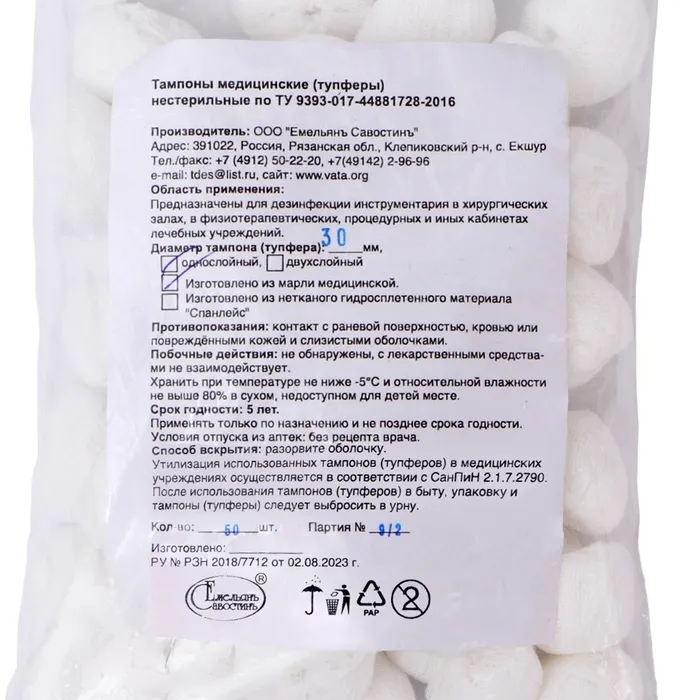 Тампоны медицинские (тупферы)
нестерильные по ТУ 9393-017-44881728-2016
Производитель: ООО "Емельянъ Савостинъ"
Адрес: 391022, Россия, Рязанская обл., Клепиковский р-н, с. Екшур
Тел./факс: +7 (4912) 50-22-20, +7(49142) 2-96-96
e-mail: tdes@list.ru, сайт: www.vata.org
Область применения:
Предназначены для дезинфекции инструментария в хирургических
залах, в физиотерапевтических, процедурных и иных кабинетах
лечебных учреждений.
Диаметр тампона (тупфера): 30 мм,
однослойный, двухслойный
Изготовлено из марли медицинской.
Изготовлено из нетканого гидросплетенного материала
"Спанлейс"
Противопоказания: контакт с раневой поверхностью, кровью или
повреждёнными кожей и слизистыми оболочками.
Побочные действия: не обнаружены, с лекарственными средства-
ми не взаимодействует.
Хранить при температуре не ниже -5°С и относительной влажности
не выше 80% в сухом, недоступном для детей месте.
Срок годности: 5 лет.
Применять только по назначению и не позднее срока годности.
Условия отпуска из аптек: без рецепта врача.
Способ вскрытия: разорвите оболочку.
Утилизация использованных тампонов (тупферов) в медицинских
учреждениях осуществляется в соответствии с СанПиН 2.1.7.2790.
После использования тампонов (тупферов) в быту, упаковку и
тампоны (тупферы) следует выбросить в урну.
Кол-во: 50 шт. Партия № 9/2
Изготовлено:
РУ № РЗН 2018/7712 от 02.08.2023 г.
Емельянъ ®
Савостинъ
PAP
2